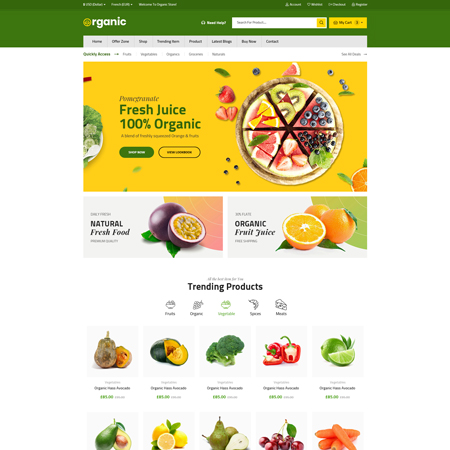 $ USD (Dollar)
French (EUR)
Welcome To Organic Store!
Account
Wishlist
Checkout
Register
Organic
Need Help?
Search For Product...
My Cart
Home
Offer Zone
Shop
Trending Item
Product
Latest Blogs
Buy Now
Contact
Quickly Access
Fruits
Vegetables
Organics
Groceries
Naturals
See All Deals
Pomegranate
Fresh Juice
100% Organic
A blend of freshly squeezed Orange & fruits
SHOP NOW
VIEW LOOKBOOK
DAILY FRESH
NATURAL
Fresh Food
PREMIUM QUALITY
ORGANIC
Fruit Juice
FREE SHIPPING
All the best item for You
Trending Products
Fruits
Organic
Vegetable
Spices
Meats
Vegetables
Vegetables
Vegetables
Vegetables
Vegetables
Organic Hass Avocado
Organic Hass Avocado
Organic Hass Avocado
Organic Hass Avocado
Organic Hass Avocado
£85.00
£85.00
£85.00
£85.00
£85.00